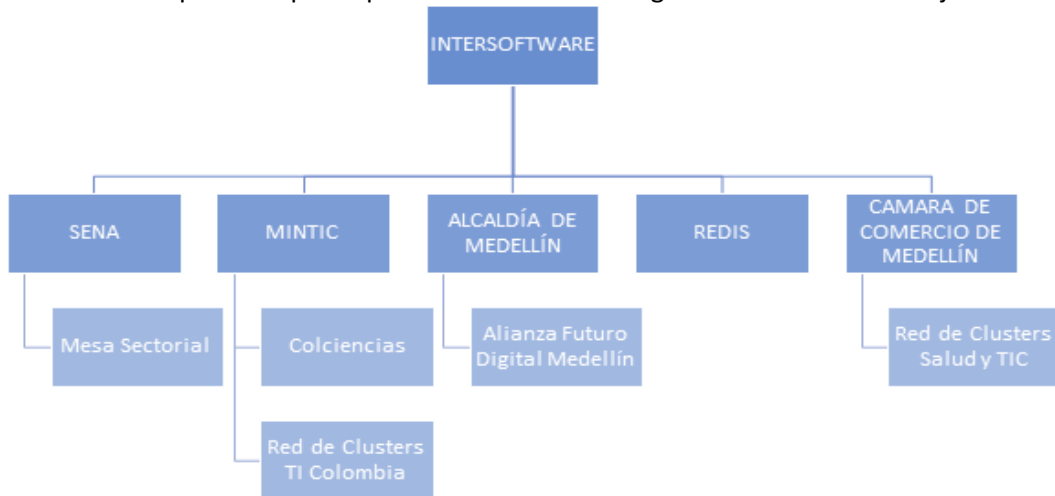 INTERSOFTWARE
SENA
MINTIC
ALCALDÍA DE
MEDELLÍN
REDIS
CAMARA DE
COMERCIO DE
MEDELLÍN
Mesa Sectorial
Colciencias
Alianza Futuro
Digital Medellín
Red de Clusters
Salud y TIC
Red de Clusters
TI Colombia